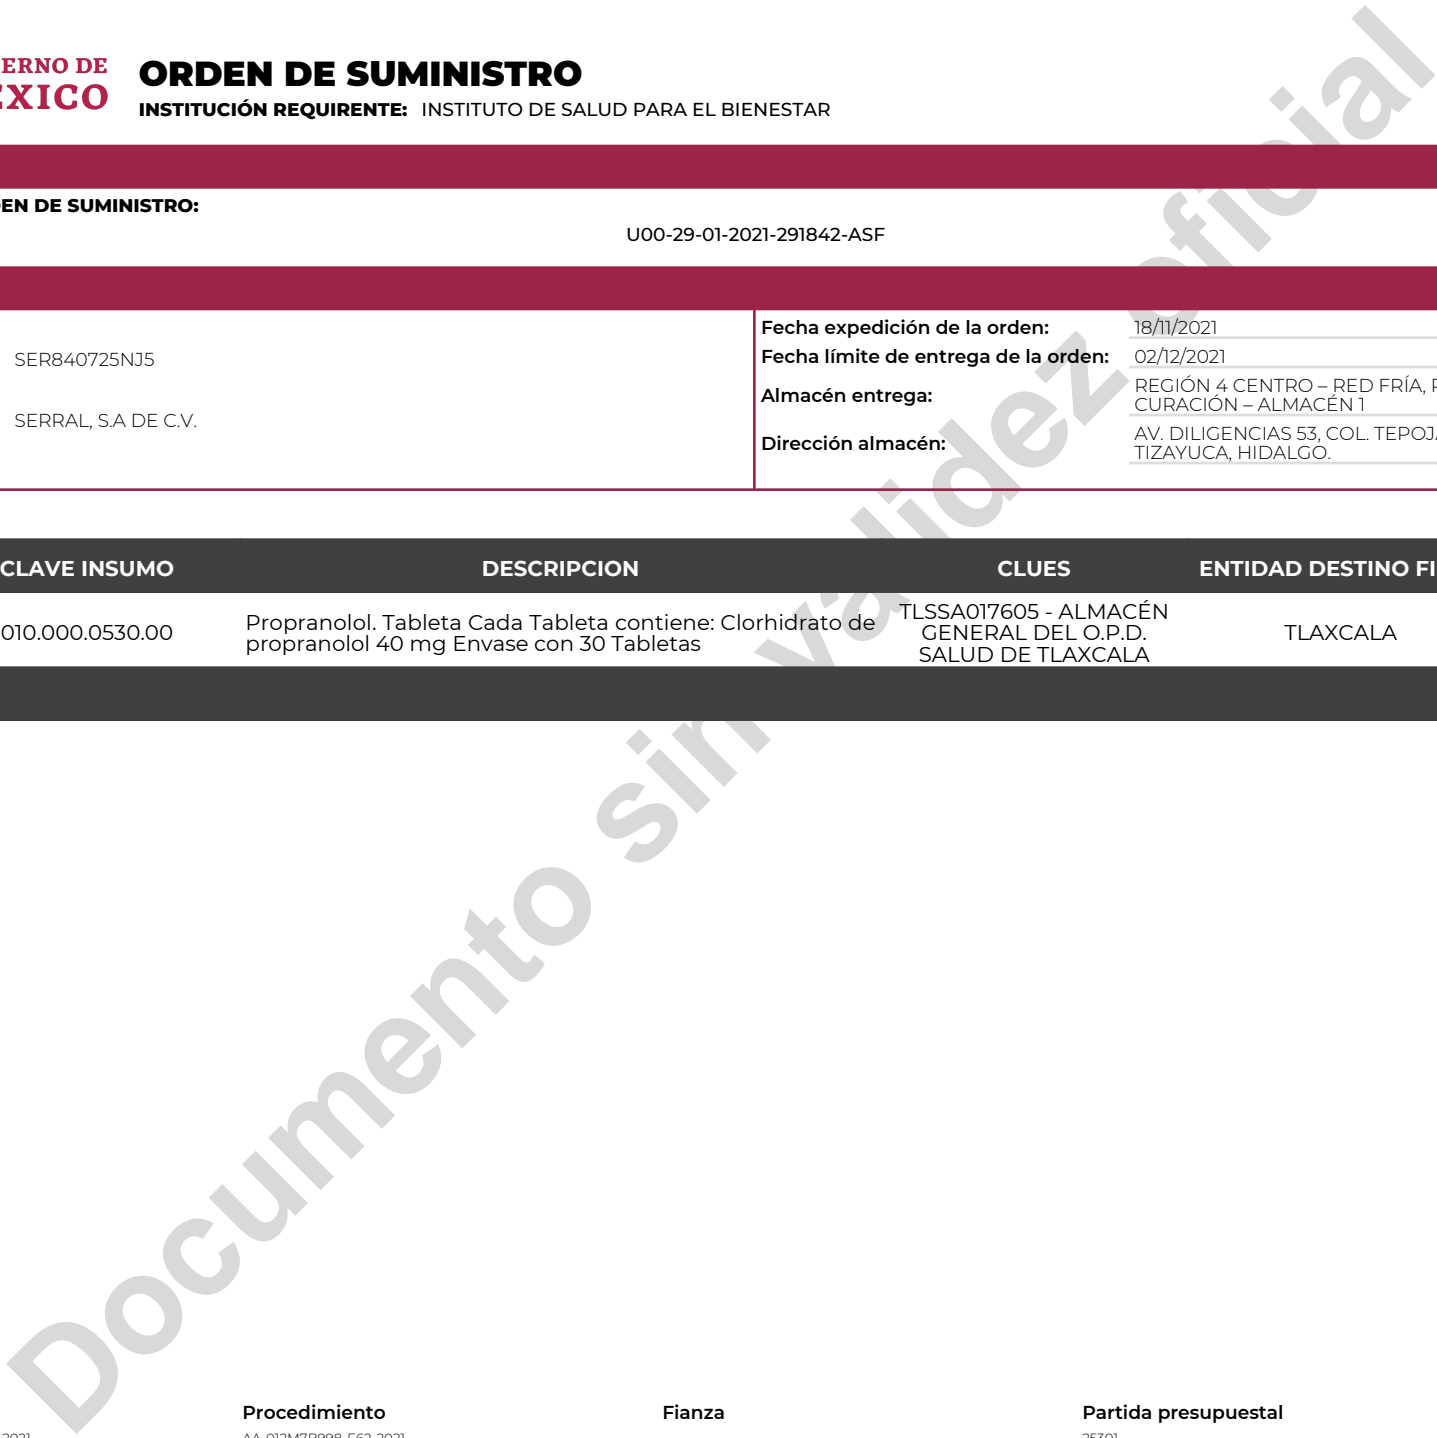 ERNO DE
EXICO
ORDEN DE SUMINISTRO
INSTITUCIÓN REQUIRENTE: INSTITUTO DE SALUD PARA EL BIENESTAR
EN DE SUMINISTRO:
U00-29-01-2021-291842-ASF
SER840725NJ5
SERRAL, S.A DE C.V.
Fecha expedición de la orden: 18/11/2021
Fecha límite de entrega de la orden: 02/12/2021
Almacén entrega: REGIÓN 4 CENTRO – RED FRÍA,
CURACIÓN – ALMACÉN 1
Dirección almacén: AV. DILIGENCIAS 53, COL. TEPOJ
TIZAYUCA, HIDALGO.
CLAVE INSUMO DESCRIPCION CLUES ENTIDAD DESTINO FI
010.000.0530.00
Propranolol. Tableta Cada Tableta contiene: Clorhidrato de
propranolol 40 mg Envase con 30 Tabletas
TLSSA017605 - ALMACÉN
GENERAL DEL O.P.D.
SALUD DE TLAXCALA
TLAXCALA
Documento sin validez oficial
Procedimiento Fianza Partida presupuestal